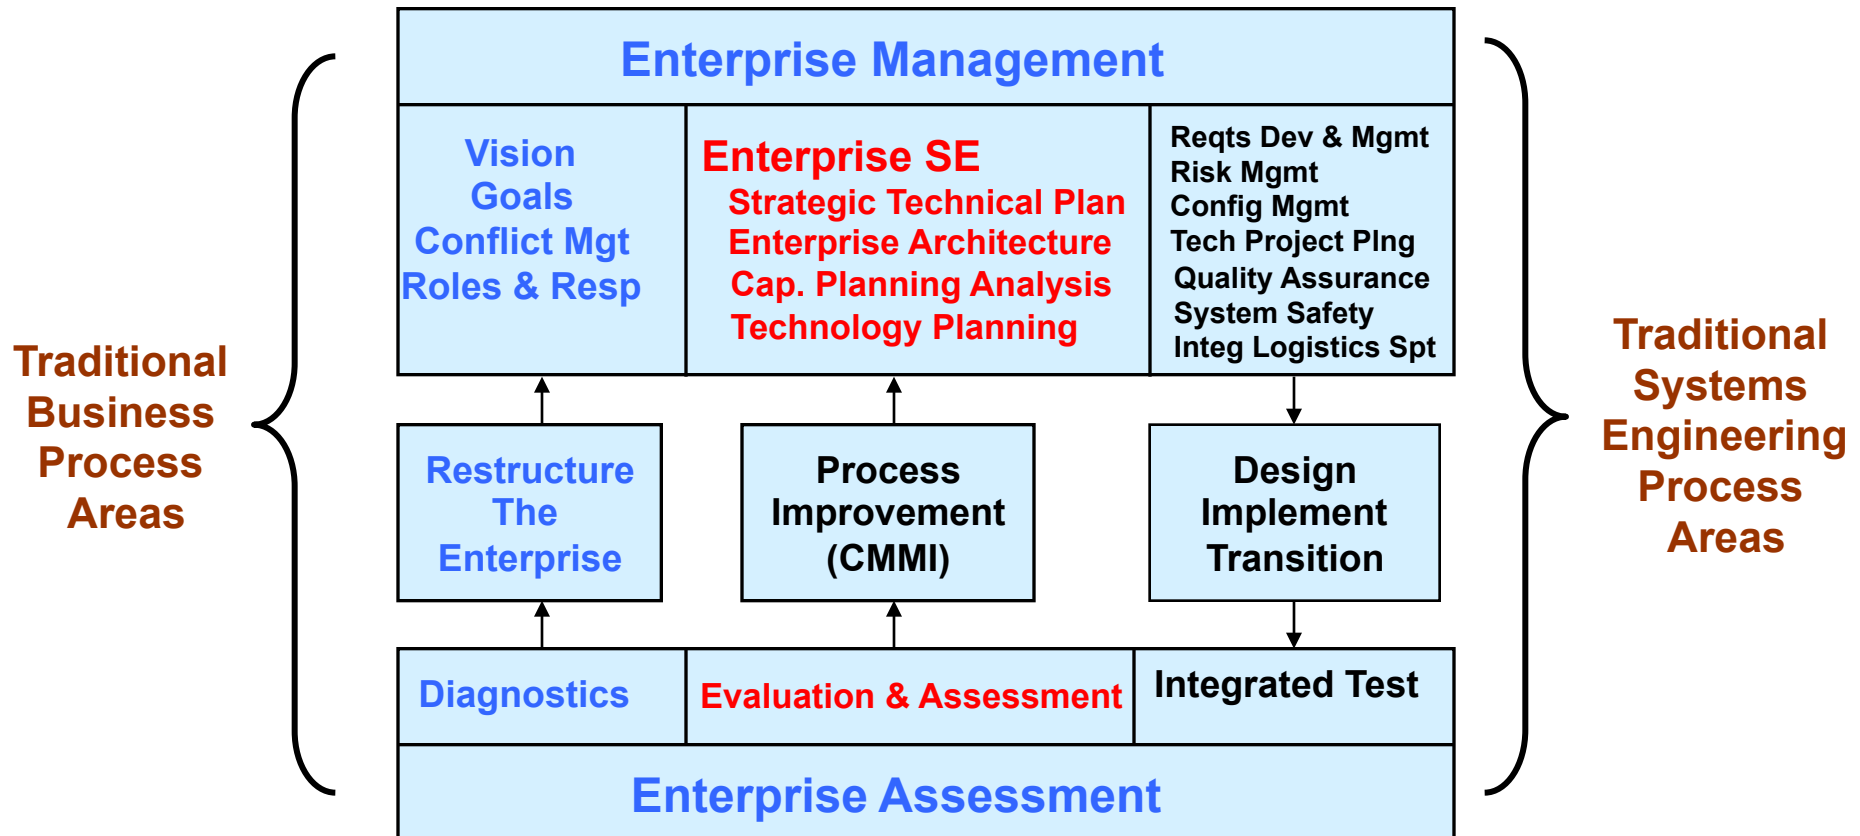 Enterprise Management
Vision
Goals
Conflict Mgt
Roles & Resp
Enterprise SE
Strategic Technical Plan
Enterprise Architecture
Cap. Planning Analysis
Technology Planning
Reqts Dev & Mgmt
Risk Mgmt
Config Mgmt
Tech Project Plng
Quality Assurance
System Safety
Integ Logistics Spt
Traditional
Business
Process
Areas
Restructure
The
Enterprise
Process
Improvement
(CMMI)
Design
Implement
Transition
Traditional
Systems
Engineering
Process
Areas
Diagnostics
Evaluation & Assessment
Integrated Test
Enterprise Assessment